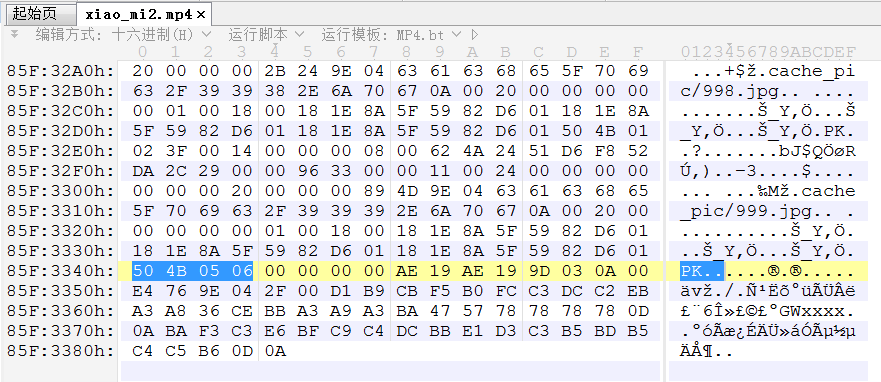 起始页 xiao_mi2.mp4 ×
编辑方式: 十六进制(H) 运行脚本 运行模板: MP4.bt
0 1 2 3 4 5 6 7 8 9 A B C D E F 0123456789ABCDEF
85F:32A0h: 20 00 00 00 2B 24 9E 04 63 61 63 68 65 5F 70 69 ...+$ž.cache_pi
85F:32B0h: 63 2F 39 39 38 2E 6A 70 67 0A 00 20 00 00 00 00 c/998.jpg.. ....
85F:32C0h: 00 01 00 18 00 18 1E 8A 5F 59 82 D6 01 18 1E 8A .......Š_Y‚Ö...Š
85F:32D0h: 5F 59 82 D6 01 18 1E 8A 5F 59 82 D6 01 50 4B 01 _Y‚Ö...Š_Y‚Ö.PK.
85F:32E0h: 02 3F 00 14 00 00 00 08 00 62 4A 24 51 D6 F8 52 .?.......bJ$QÖøR
85F:32F0h: DA 2C 29 00 00 96 33 00 00 11 00 24 00 00 00 00 Ú,)..–3....$....
85F:3300h: 00 00 00 20 00 00 00 89 4D 9E 04 63 61 63 68 65 ... ...‰Mž.cache
85F:3310h: 5F 70 69 63 2F 39 39 39 2E 6A 70 67 0A 00 20 00 _pic/999.jpg.. .
85F:3320h: 00 00 00 00 01 00 18 00 18 1E 8A 5F 59 82 D6 01 ..........Š_Y‚Ö.
85F:3330h: 18 1E 8A 5F 59 82 D6 01 18 1E 8A 5F 59 82 D6 01 ..Š_Y‚Ö...Š_Y‚Ö.
85F:3340h: 50 4B 05 06 00 00 00 00 AE 19 AE 19 9D 03 0A 00 PK......®.®.....
85F:3350h: E4 76 9E 04 2F 00 D1 B9 CB F5 B0 FC C3 DC C2 EB ävž./.Ñ¹Ëõ°üÃÜÂë
85F:3360h: A3 A8 36 CE BB A3 A9 A3 BA 47 57 78 78 78 78 0D £¨6Î»£©£ºGWxxxx.
85F:3370h: 0A BA F3 C3 E6 BF C9 C4 DC BB E1 D3 C3 B5 BD B5 .ºóÃæ¿ÉÄÜ»áÓÃµ½µ
85F:3380h: C4 C5 B6 0D 0A ÄÅ¶..